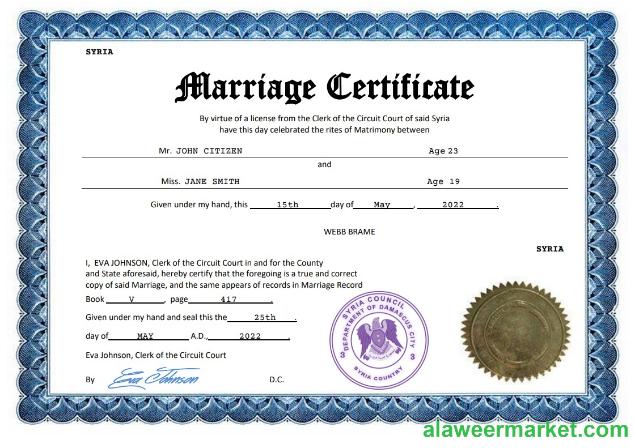 SYRIA
Marriage Certificate
By virtue of a license from the Clerk of the Circuit Court of said Syria
have this day celebrated the rites of Matrimony between
Mr. JOHN CITIZEN Age 23
and
Miss. JANE SMITH Age 19
Given under my hand, this 15th day of May , 2022 .
WEBB BRAME
SYRIA
I, EVA JOHNSON, Clerk of the Circuit Court in and for the County
and State aforesaid, hereby certify that the foregoing is a true and correct
copy of said Marriage, and the same appears of records in Marriage Record
Book V , page 417 .
Given under my hand and seal this the 25th .
day of MAY A.D., 2022 .
Eva Johnson, Clerk of the Circuit Court
By Eva Johnson D.C.
SYRIA COUNCIL
DEPARTMENT OF DAMASCUS CITY
3 3
SYRIA COUNTRY
alaweermarket.com